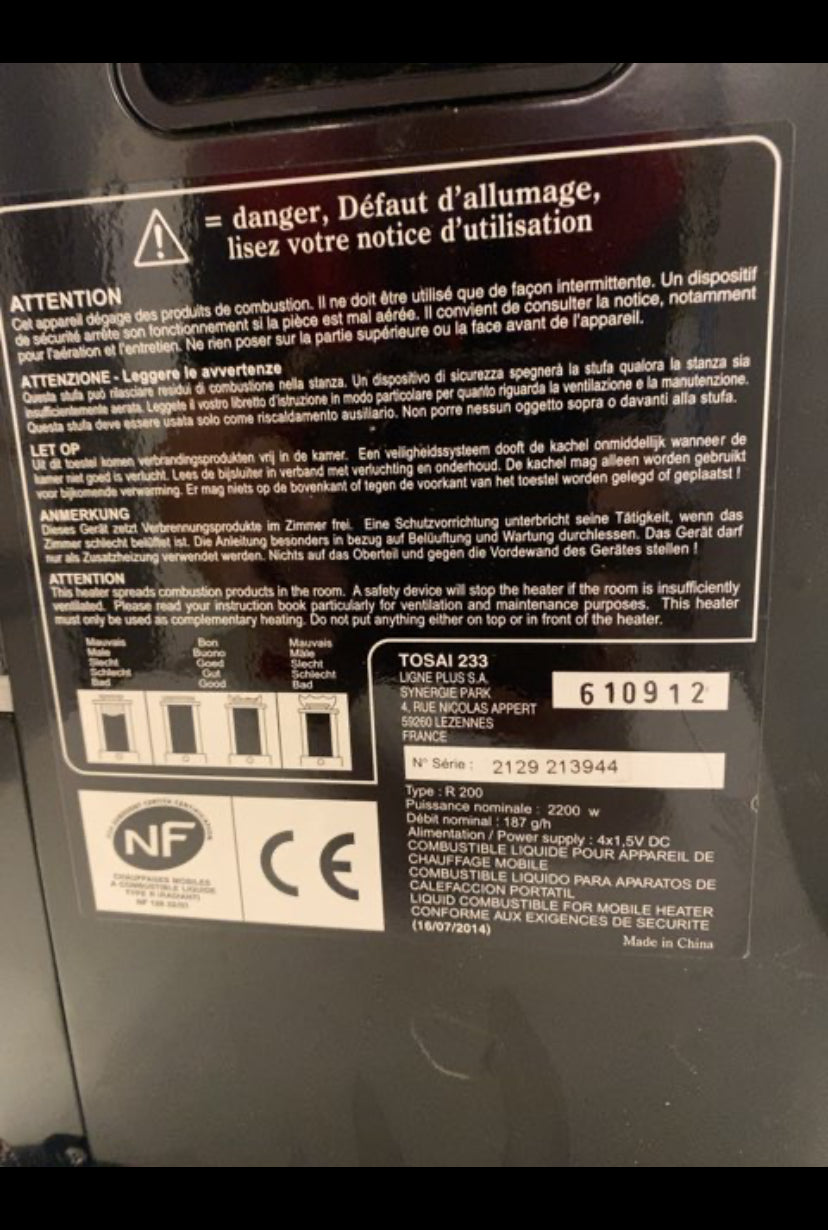 = danger, Défaut d'allumage,
lisez votre notice d'utilisation
ATTENTION
Cet appareil dégage des produits de combustion. Il ne doit être utilisé que de façon intermittente. Un dispositif
de sécurité arrête son fonctionnement si la pièce est mal aérée. Il convient de consulter la notice, notamment
pour l'aération et l'entretien. Ne rien poser sur la partie supérieure ou la face avant de l'appareil.
ATTENZIONE - Leggere le avvertenze
Questa stufa può rilasciare residui di combustione nella stanza. Un dispositivo di sicurezza spegnerà la stufa qualora la stanza sia
insufficientemente aerata. Leggete il vostro libretto d'istruzione in modo particolare per quanto riguarda la ventilazione e la manutenzione.
Questa stufa deve essere usata solo come riscaldamento ausiliario. Non porre nessun oggetto sopra o davanti alla stufa.
LET OP
Uit dit toestel komen verbrandingsprodukten vrij in de kamer. Een veiligheidssysteem dooft de kachel onmiddellijk wanneer de
kamer niet goed is verlucht. Lees de bijsluiter in verband met verluchting en onderhoud. De kachel mag alleen worden gebruikt
voor bijkomende verwarming. Er mag niets op de bovenkant of tegen de voorkant van het toestel worden gelegd of geplaatst !
ANMERKUNG
Dieses Gerät zetzt Verbrennungsprodukte im Zimmer frei. Eine Schutzvorrichtung unterbricht seine Tätigkeit, wenn das
Zimmer schlecht belüftet ist. Die Anleitung besonders in bezug auf Belüuftung und Wartung durchlessen. Das Gerät darf
nur als Zusatzheizung verwendet werden. Nichts auf das Oberteil und gegen die Vordewand des Gerätes stellen !
ATTENTION
This heater spreads combustion products in the room. A safety device will stop the heater if the room is insufficiently
ventilated. Please read your instruction book particularly for ventilation and maintenance purposes. This heater
must only be used as complementary heating. Do not put anything either on top or in front of the heater.
Mauvais Bon Mauvais
Male Buono Male
Slecht Goed Slecht
Schlecht Gut Schlecht
Bad Good Bad
TOSAI 233
LIGNE PLUS S.A.
SYNERGIE PARK
4, RUE NICOLAS APPERT
59260 LEZENNES
FRANCE
610912
N° Série : 2129 213944
Type : R 200
Puissance nominale : 2200 w
Débit nominal : 187 g/h
Alimentation / Power supply : 4x1,5V DC
COMBUSTIBLE LIQUIDE POUR APPAREIL DE
CHAUFFAGE MOBILE
COMBUSTIBLE LIQUIDO PARA APARATOS DE
CALEFACCION PORTATIL
LIQUID COMBUSTIBLE FOR MOBILE HEATER
CONFORME AUX EXIGENCES DE SECURITE
(16/07/2014)
Made in China
NF
CHAUFFAGES MOBILES
A COMBUSTIBLE LIQUIDE
TYPE R (RADIANT)
CE